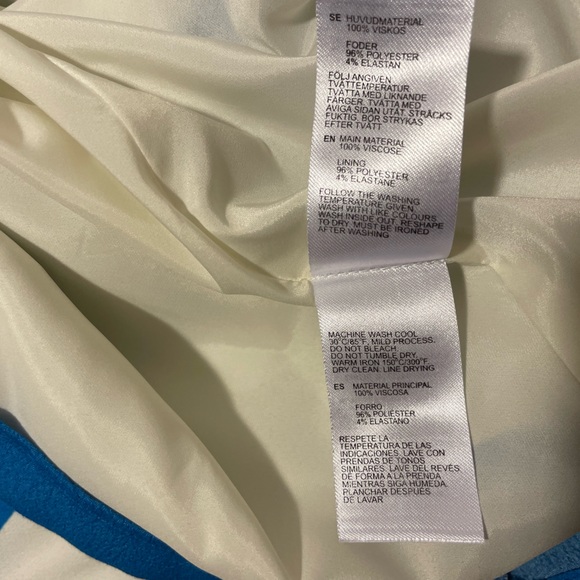 SE HUVUDMATERIAL
100% VISKOS
FODER
96% POLYESTER
4% ELASTAN
FÖLJ ANGIVEN
TVÄTTEMPERATUR
TVÄTTA MED LIKNANDE
FÄRGER. TVÄTTA MED
AVIGA SIDAN UTÅT. STRÄCKS
FUKTIG. BÖR STRYKAS
EFTER TVÄTT
EN MAIN MATERIAL
100% VISCOSE
LINING
96% POLYESTER
4% ELASTANE
FOLLOW THE WASHING
TEMPERATURE GIVEN
WASH WITH LIKE COLOURS
WASH INSIDE OUT. RESHAPE
TO DRY. MUST BE IRONED
AFTER WASHING
MACHINE WASH COOL
30°C/85°F, MILD PROCESS.
DO NOT BLEACH
DO NOT TUMBLE DRY,
WARM IRON 150°C/300°F,
DRY CLEAN. LINE DRYING
ES MATERIAL PRINCIPAL
100% VISCOSA
FORRO
96% POLIÉSTER
4% ELASTANO
RESPETE LA
TEMPERATURA DE LAS
INDICACIONES. LAVE CON
PRENDAS DE TONOS
SIMILARES. LAVE DEL REVÉS
DE FORMA A LA PRENDA
MIENTRAS SIGA HÚMEDA.
PLANCHAR DESPUÉS
DE LAVAR